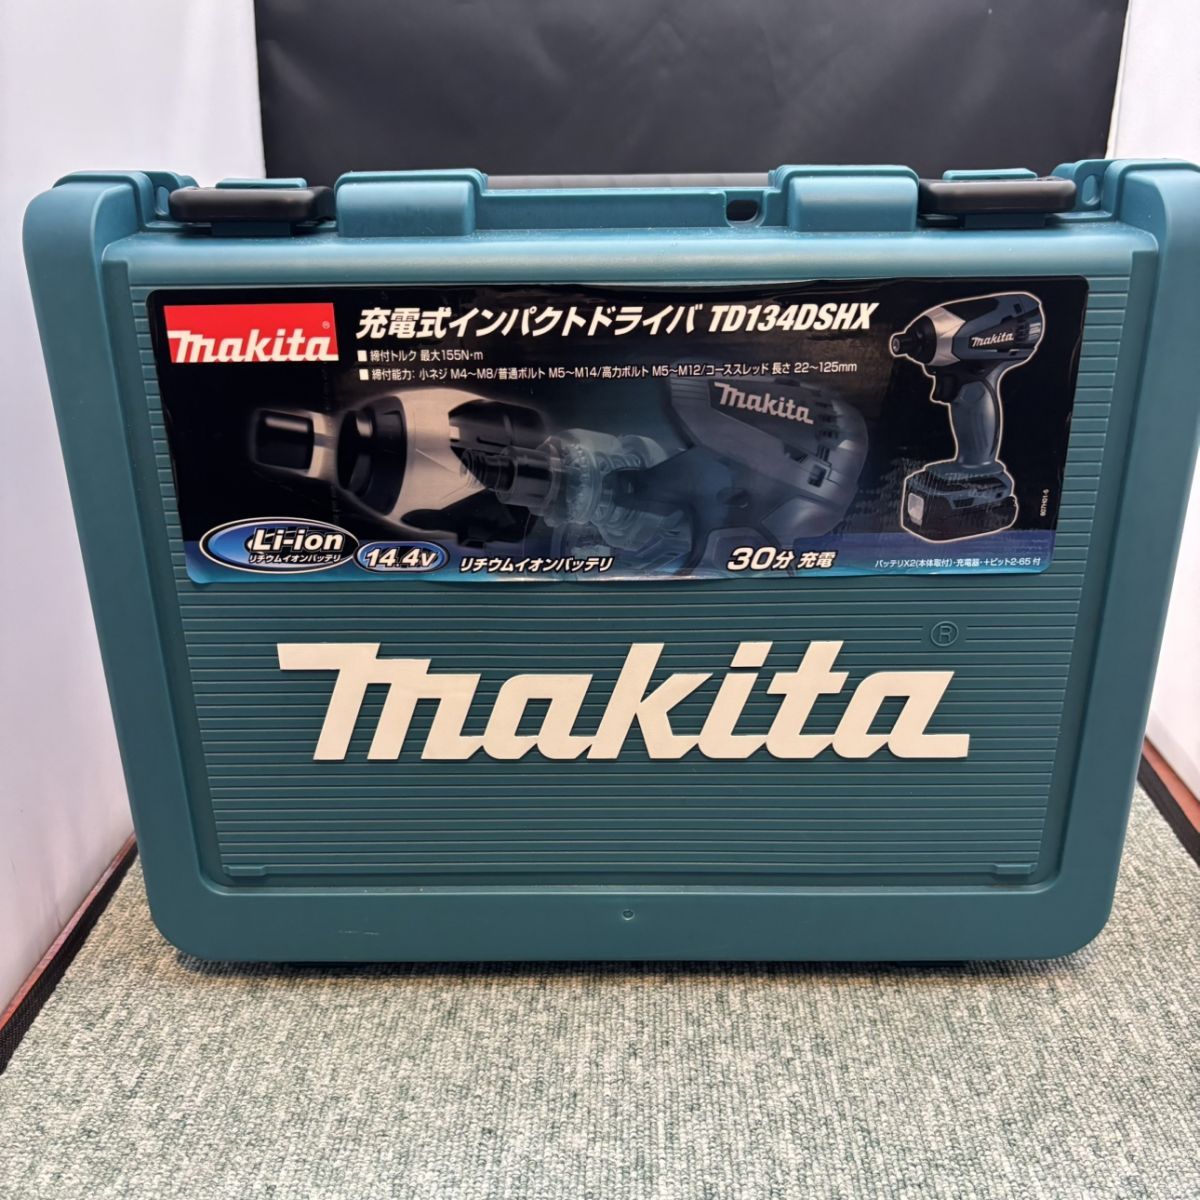 makita®
充電式インパクトドライバ TD134DSHX
■締付トルク 最大155N・m
■締付能力: 小ネジ M4〜M8/普通ボルト M5〜M14/高力ボルト M5〜M12/コーススレッド 長さ 22〜125mm
makita
makita
Li-ion
リチウムイオンバッテリ
14.4v
リチウムイオンバッテリ
30分 充電
バッテリX2(本体取付)・充電器・+ビット2-65付
makita®